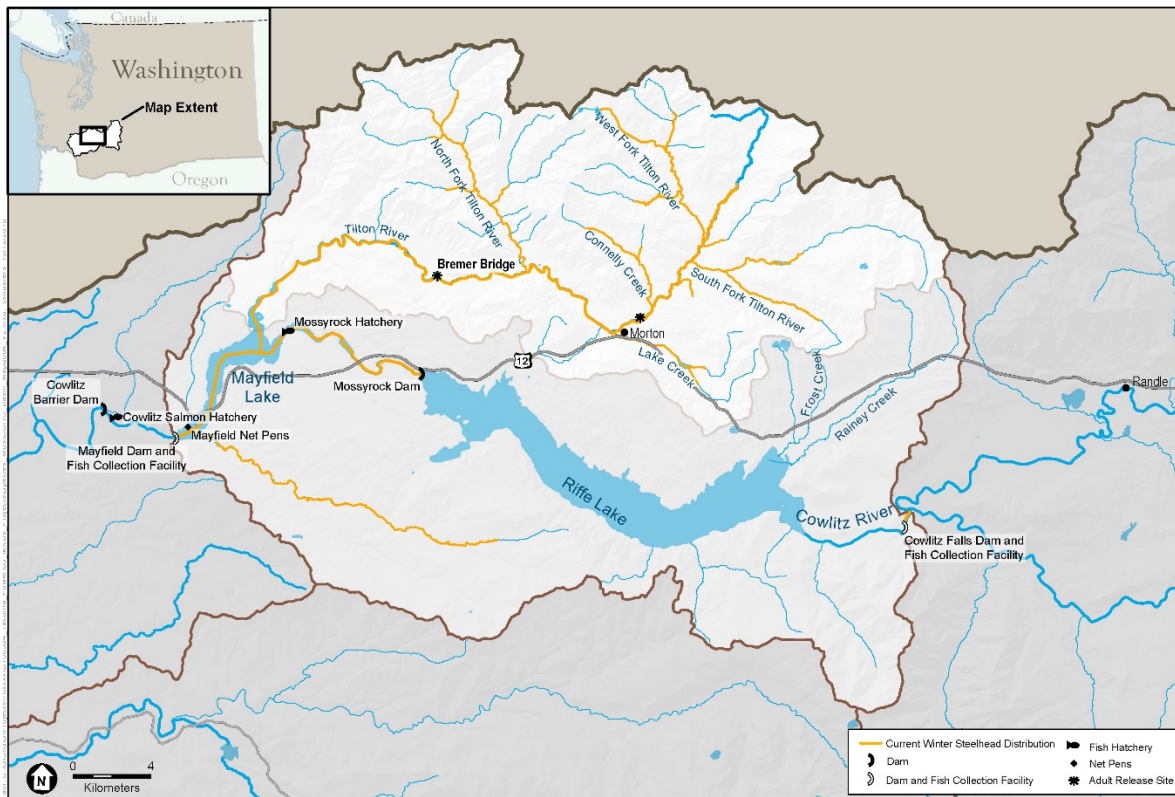 Canada
Washington
Map Extent
Oregon
North Fork Tilton River
West Fork Tilton River
Tilton River
Connelly Creek
Bremer Bridge
South Fork Tilton River
Mossyrock Hatchery
Morton
12
Lake Creek
Frost Creek
Mayfield
Lake
Mossyrock Dam
Randle
Cowlitz
Barrier Dam
Rainey Creek
Cowlitz Salmon Hatchery
Mayfield Net Pens
Mayfield Dam and
Fish Collection Facility
Riffe Lake
Cowlitz River
Cowlitz Falls Dam and
Fish Collection Facility
N
0 4
Kilometers
Current Winter Steelhead Distribution
Dam
Dam and Fish Collection Facility
Fish Hatchery
Net Pens
Adult Release Site